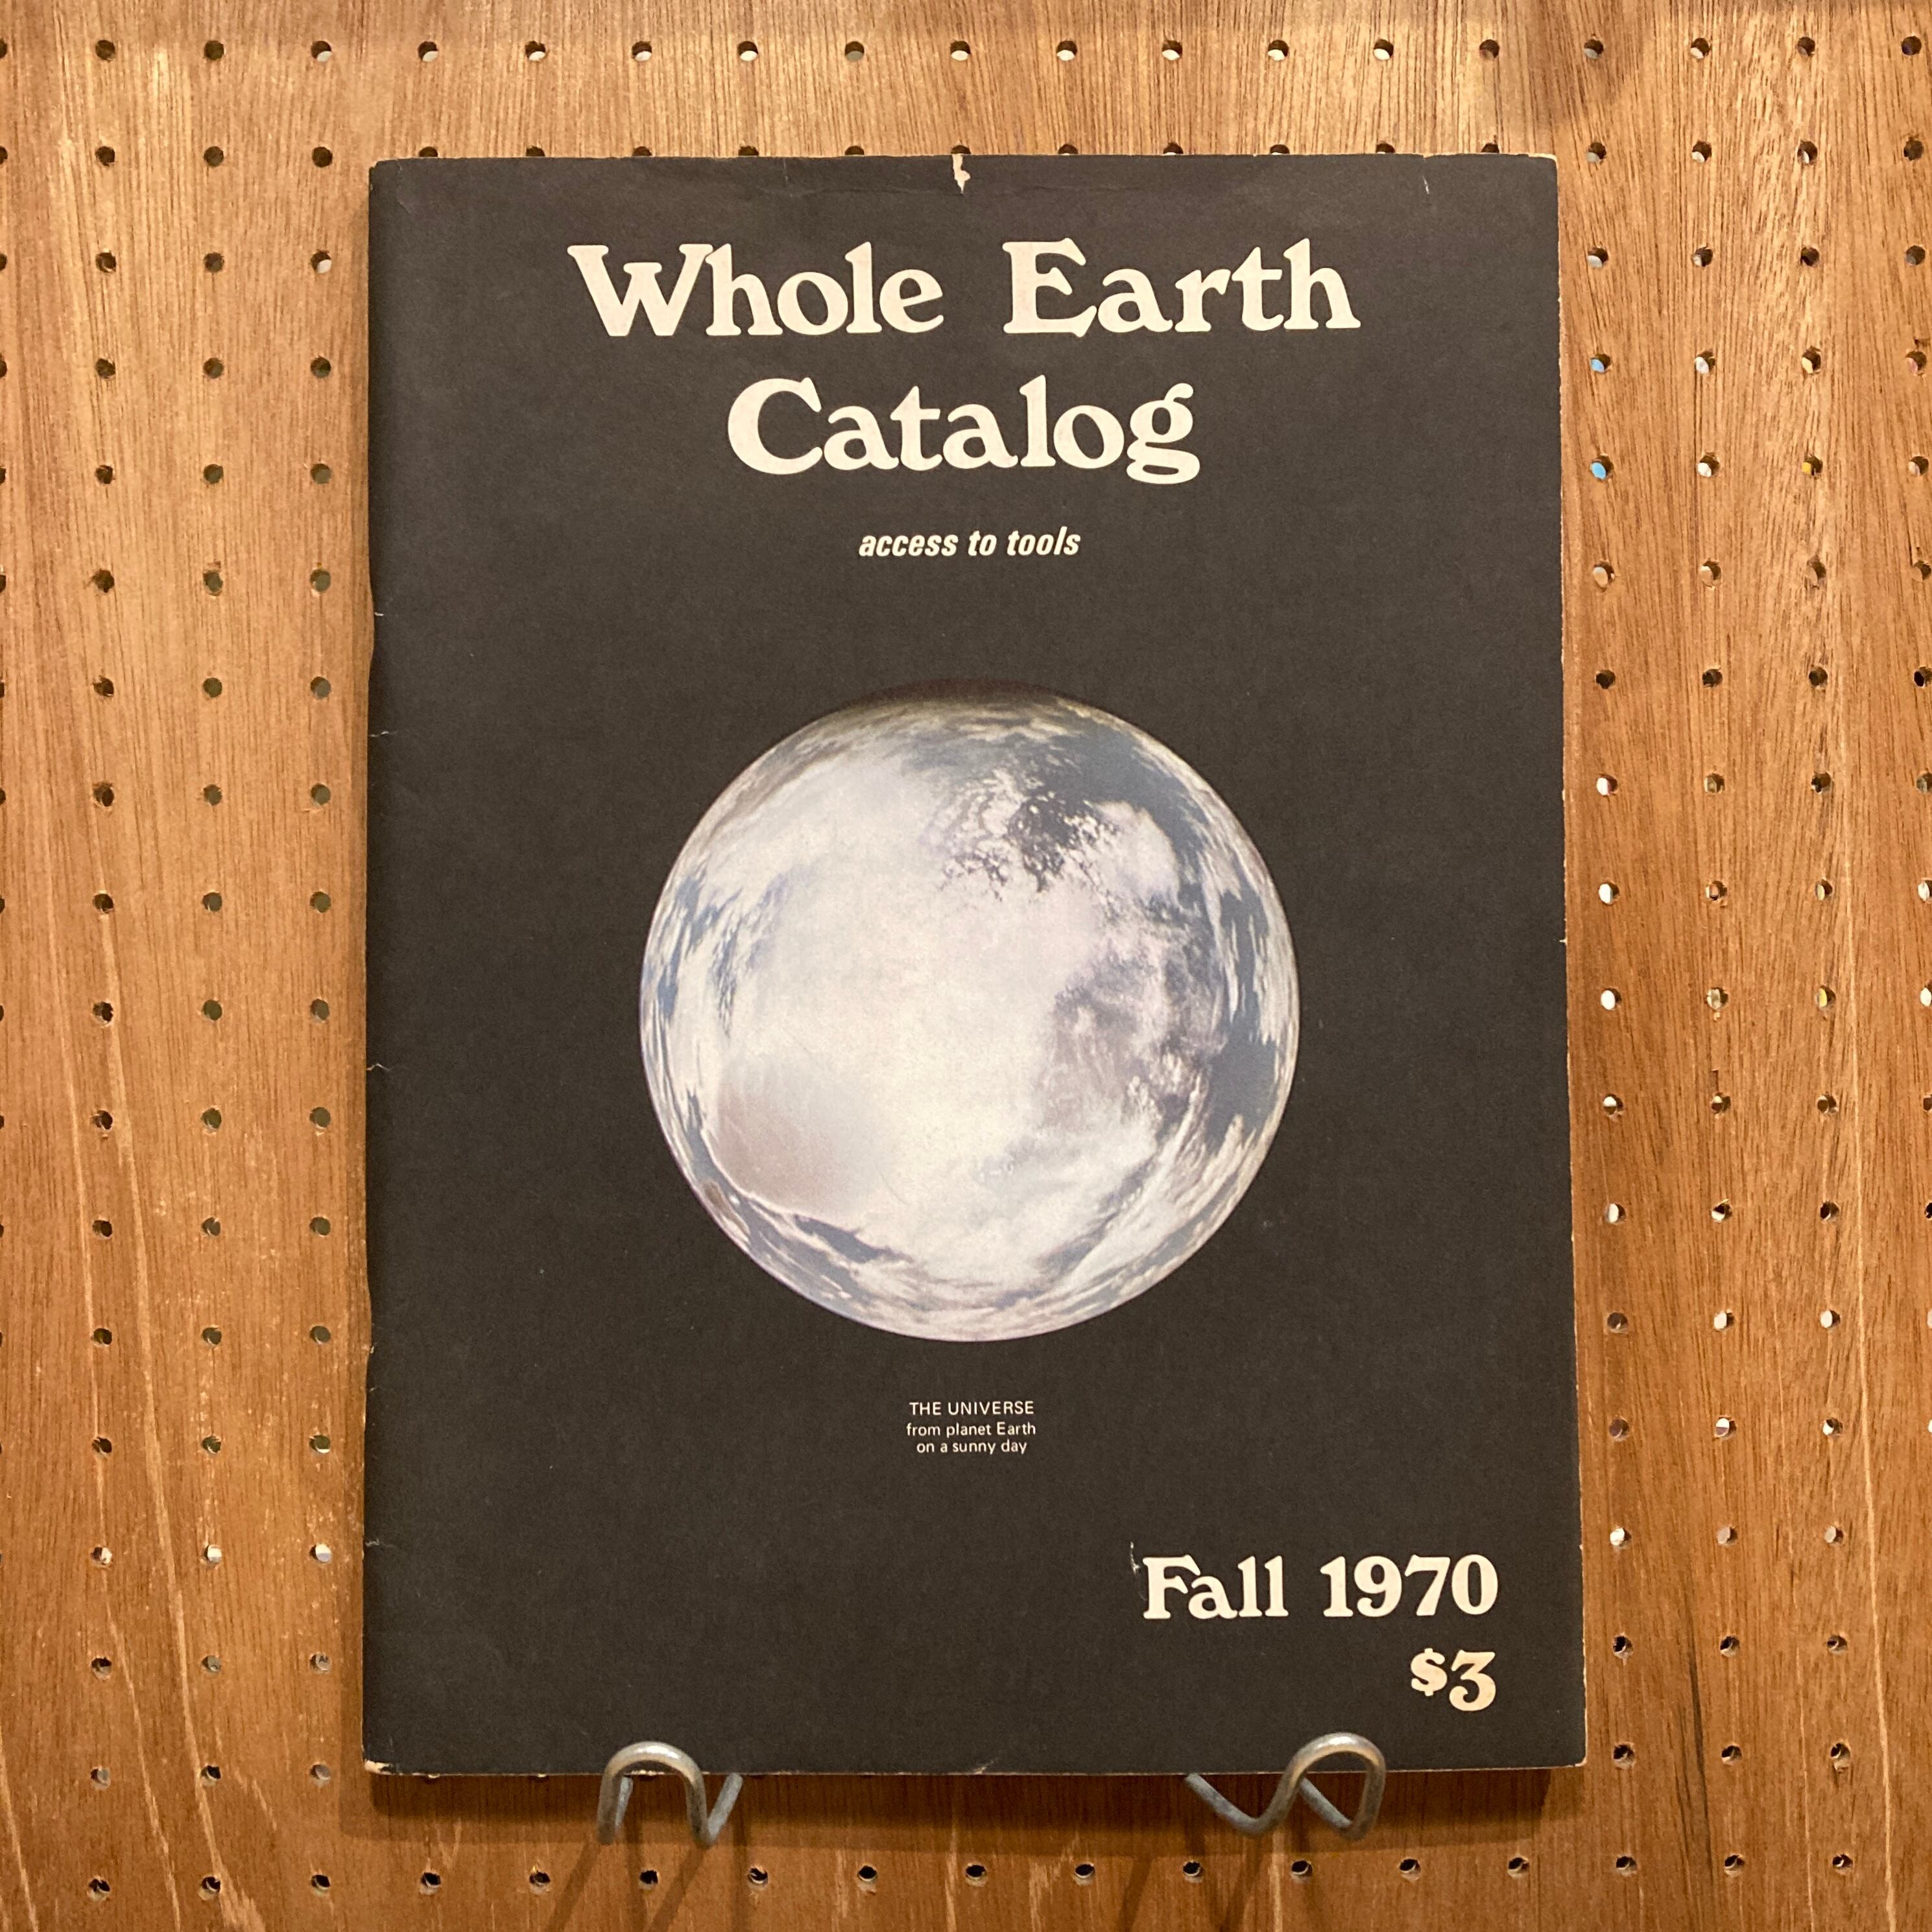 Whole Earth
Catalog
access to tools
THE UNIVERSE
from planet Earth
on a sunny day
Fall 1970
$3